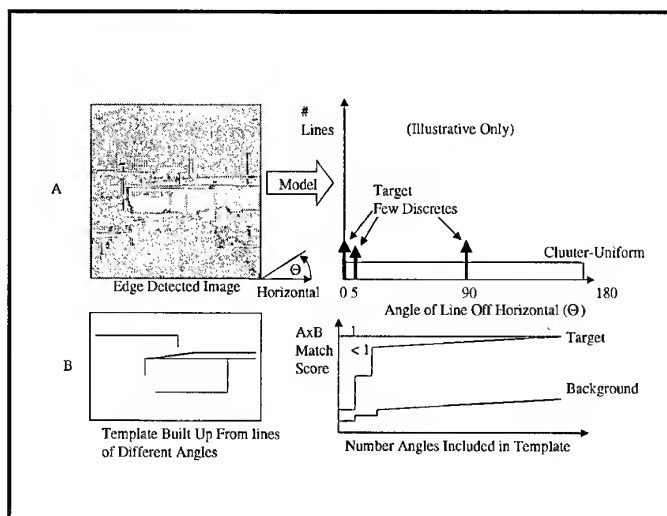 A
Edge Detected Image
Model
Θ
Horizontal
#
Lines
(Illustrative Only)
Target
Few Discretes
Cluuter-Uniform
0 5
90
180
Angle of Line Off Horizontal (Θ)
B
Template Built Up From lines
of Different Angles
AxB
Match
Score
1
< 1
Target
Background
Number Angles Included in Template